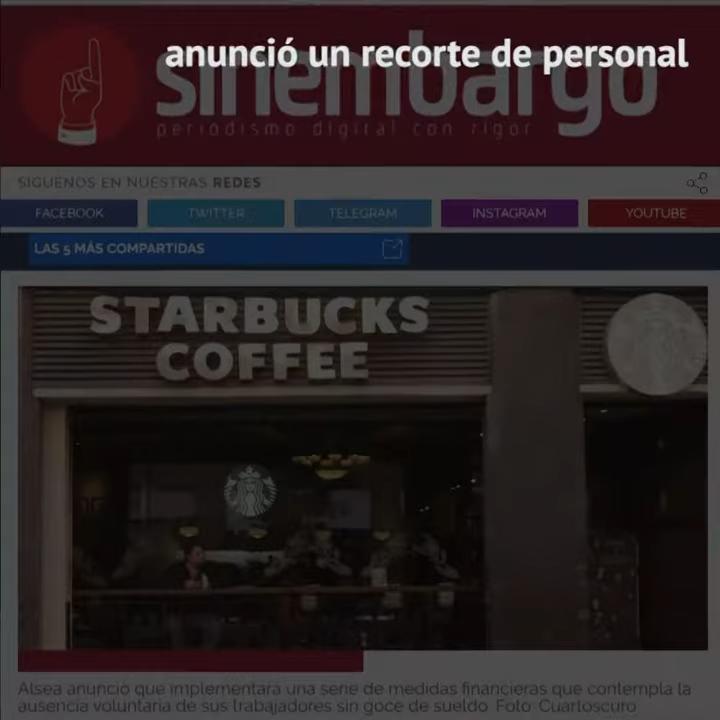 anunció un recorte de personal
sinembargo
periodismo digital con rigor
SIGUENOS EN NUESTRAS REDES
FACEBOOK TWITTER TELEGRAM INSTAGRAM YOUTUBE
LAS 5 MÁS COMPARTIDAS
STARBUCKS
COFFEE
Alsea anunció que implementará una serie de medidas financieras que contempla la
ausencia voluntaria de sus trabajadores sin goce de sueldo. Foto: Cuartoscuro